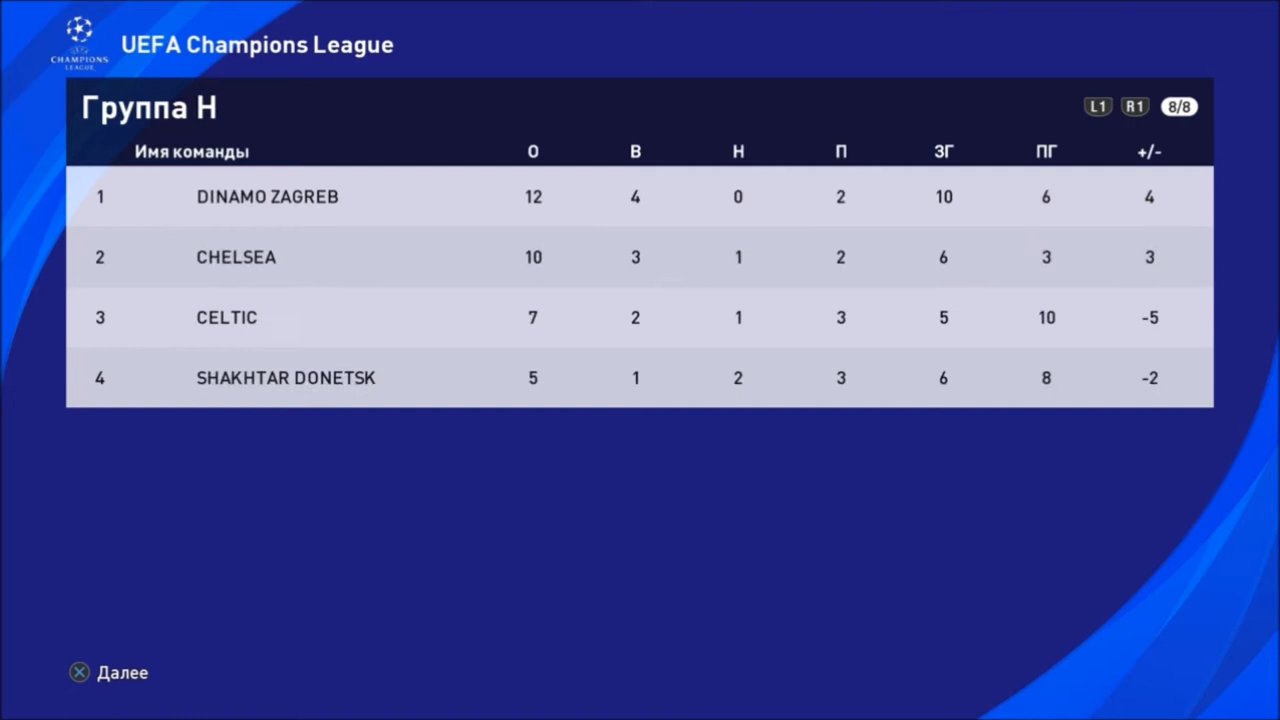 CHAMPIONS
LEAGUE
UEFA Champions League
Группа H
L1 R1 8/8
Имя команды О В Н П ЗГ ПГ +/-
1 DINAMO ZAGREB 12 4 0 2 10 6 4
2 CHELSEA 10 3 1 2 6 3 3
3 CELTIC 7 2 1 3 5 10 -5
4 SHAKHTAR DONETSK 5 1 2 3 6 8 -2
Далее